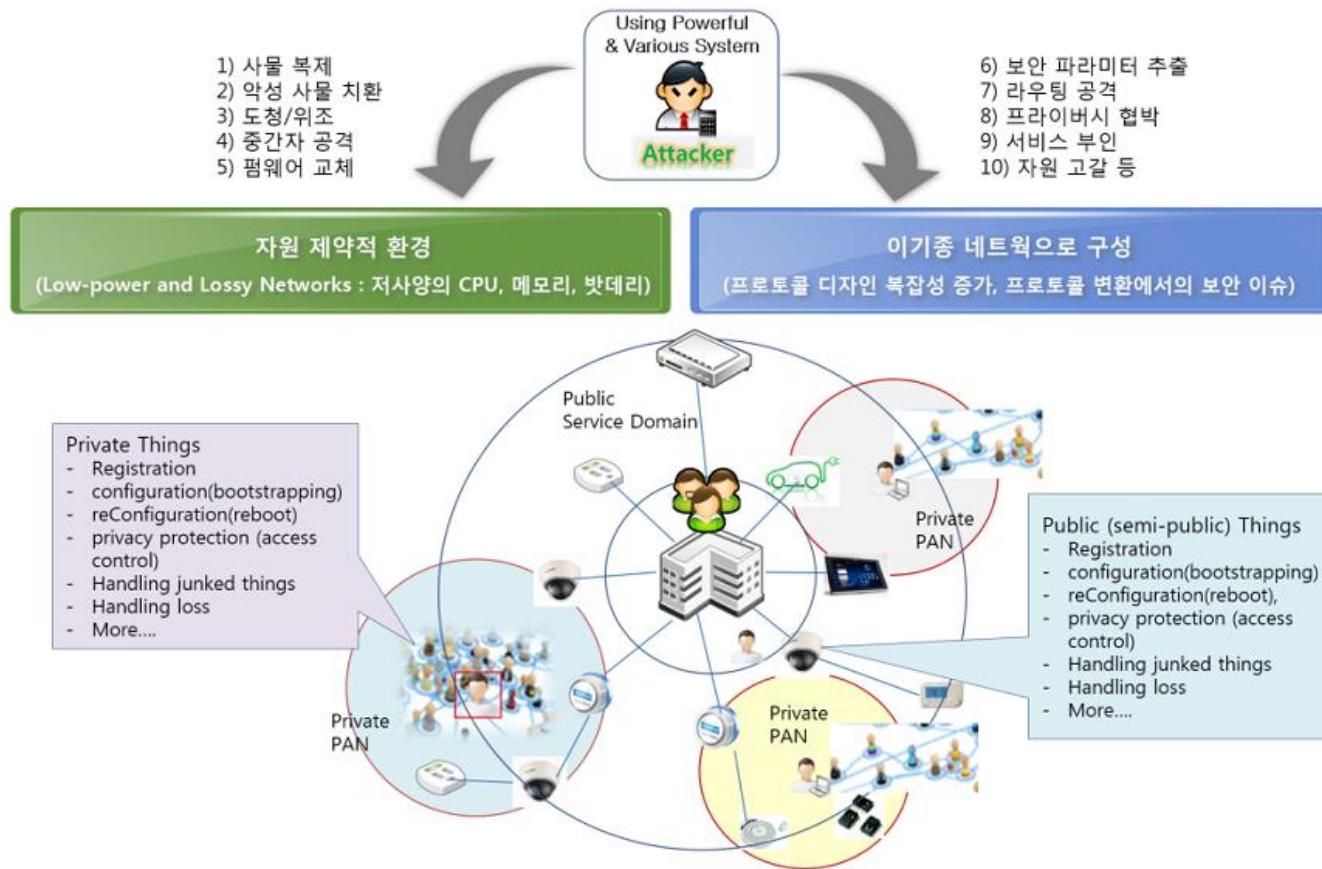 Using Powerful
& Various System
Attacker
1) 사물 복제
2) 악성 사물 치환
3) 도청/위조
4) 중간자 공격
5) 펌웨어 교체
6) 보안 파라미터 추출
7) 라우팅 공격
8) 프라이버시 협박
9) 서비스 부인
10) 자원 고갈 등
자원 제약적 환경
(Low-power and Lossy Networks : 저사양의 CPU, 메모리, 밧데리)
이기종 네트웍으로 구성
(프로토콜 디자인 복잡성 증가, 프로토콜 변환에서의 보안 이슈)
Public
Service Domain
Private Things
- Registration
- configuration(bootstrapping)
- reConfiguration(reboot)
- privacy protection (access
control)
- Handling junked things
- Handling loss
- More....
Private
PAN
Public (semi-public) Things
- Registration
- configuration(bootstrapping)
- reConfiguration(reboot),
- privacy protection (access
control)
- Handling junked things
- Handling loss
- More....
Private
PAN
Private
PAN